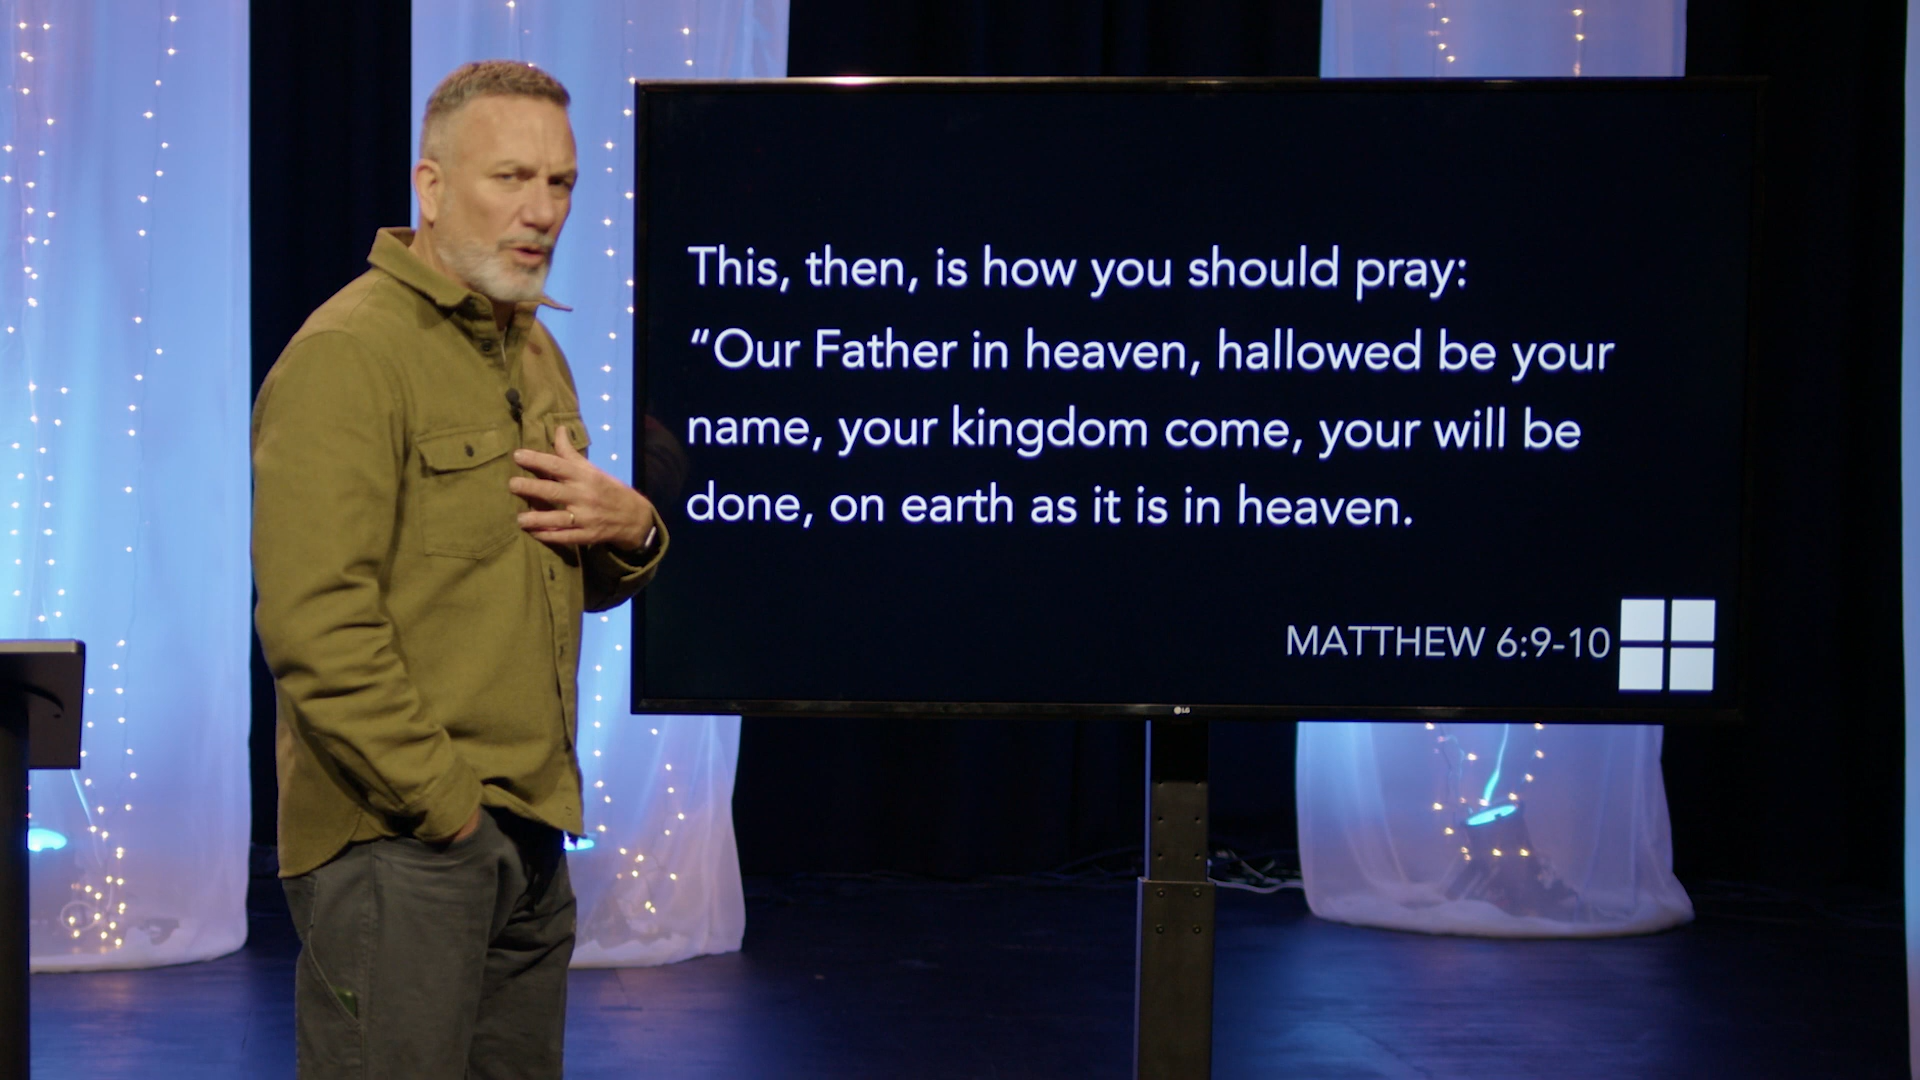 This, then, is how you should pray:
“Our Father in heaven, hallowed be your
name, your kingdom come, your will be
done, on earth as it is in heaven.
MATTHEW 6:9-10
LG